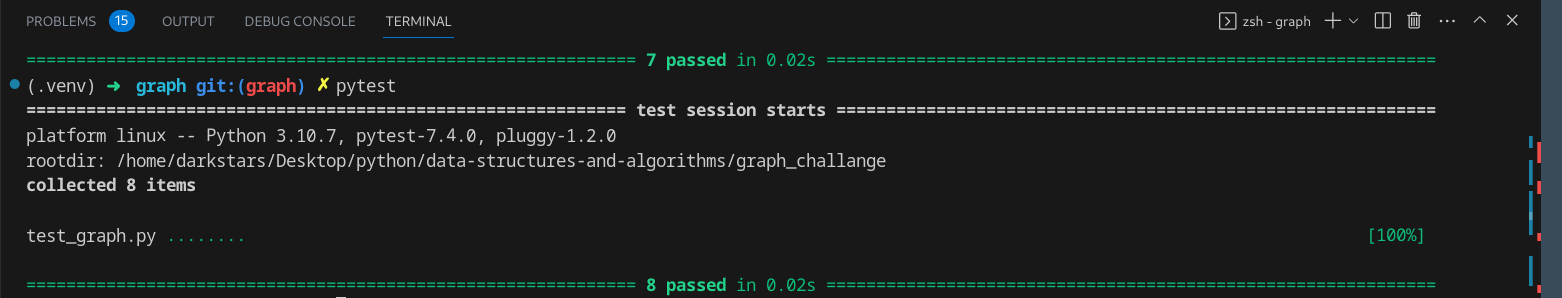 PROBLEMS 15 OUTPUT DEBUG CONSOLE TERMINAL zsh - graph
============================================================= 7 passed in 0.02s =============================================================
(.venv) ➜ graph git:(graph) ✗ pytest
============================================================ test session starts ============================================================
platform linux -- Python 3.10.7, pytest-7.4.0, pluggy-1.2.0
rootdir: /home/darkstars/Desktop/python/data-structures-and-algorithms/graph_challange
collected 8 items
test_graph.py ........ [100%]
============================================================= 8 passed in 0.02s =============================================================